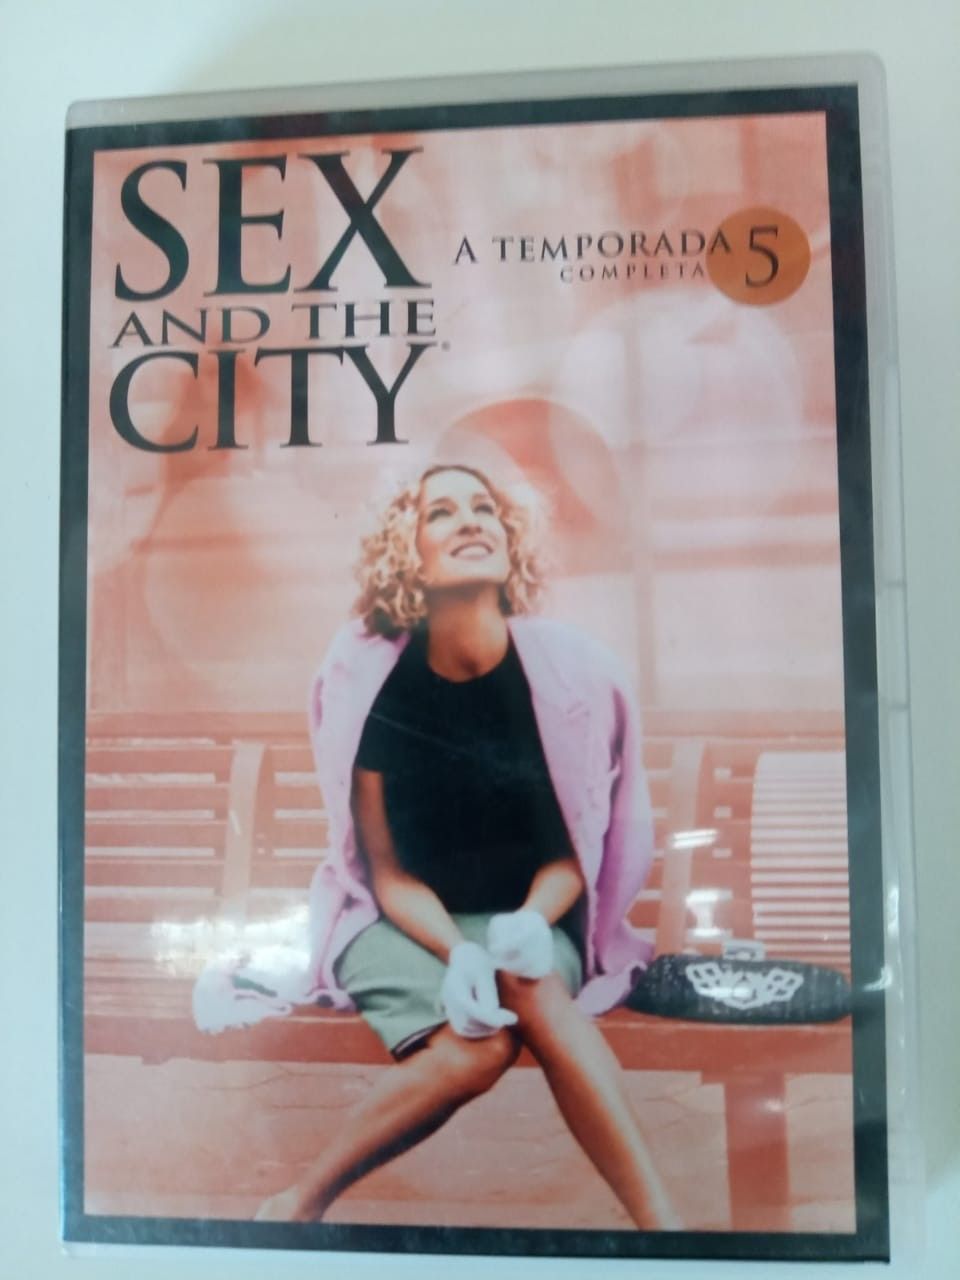 SEX
AND THE
CITY®
A TEMPORADA 5
COMPLETA